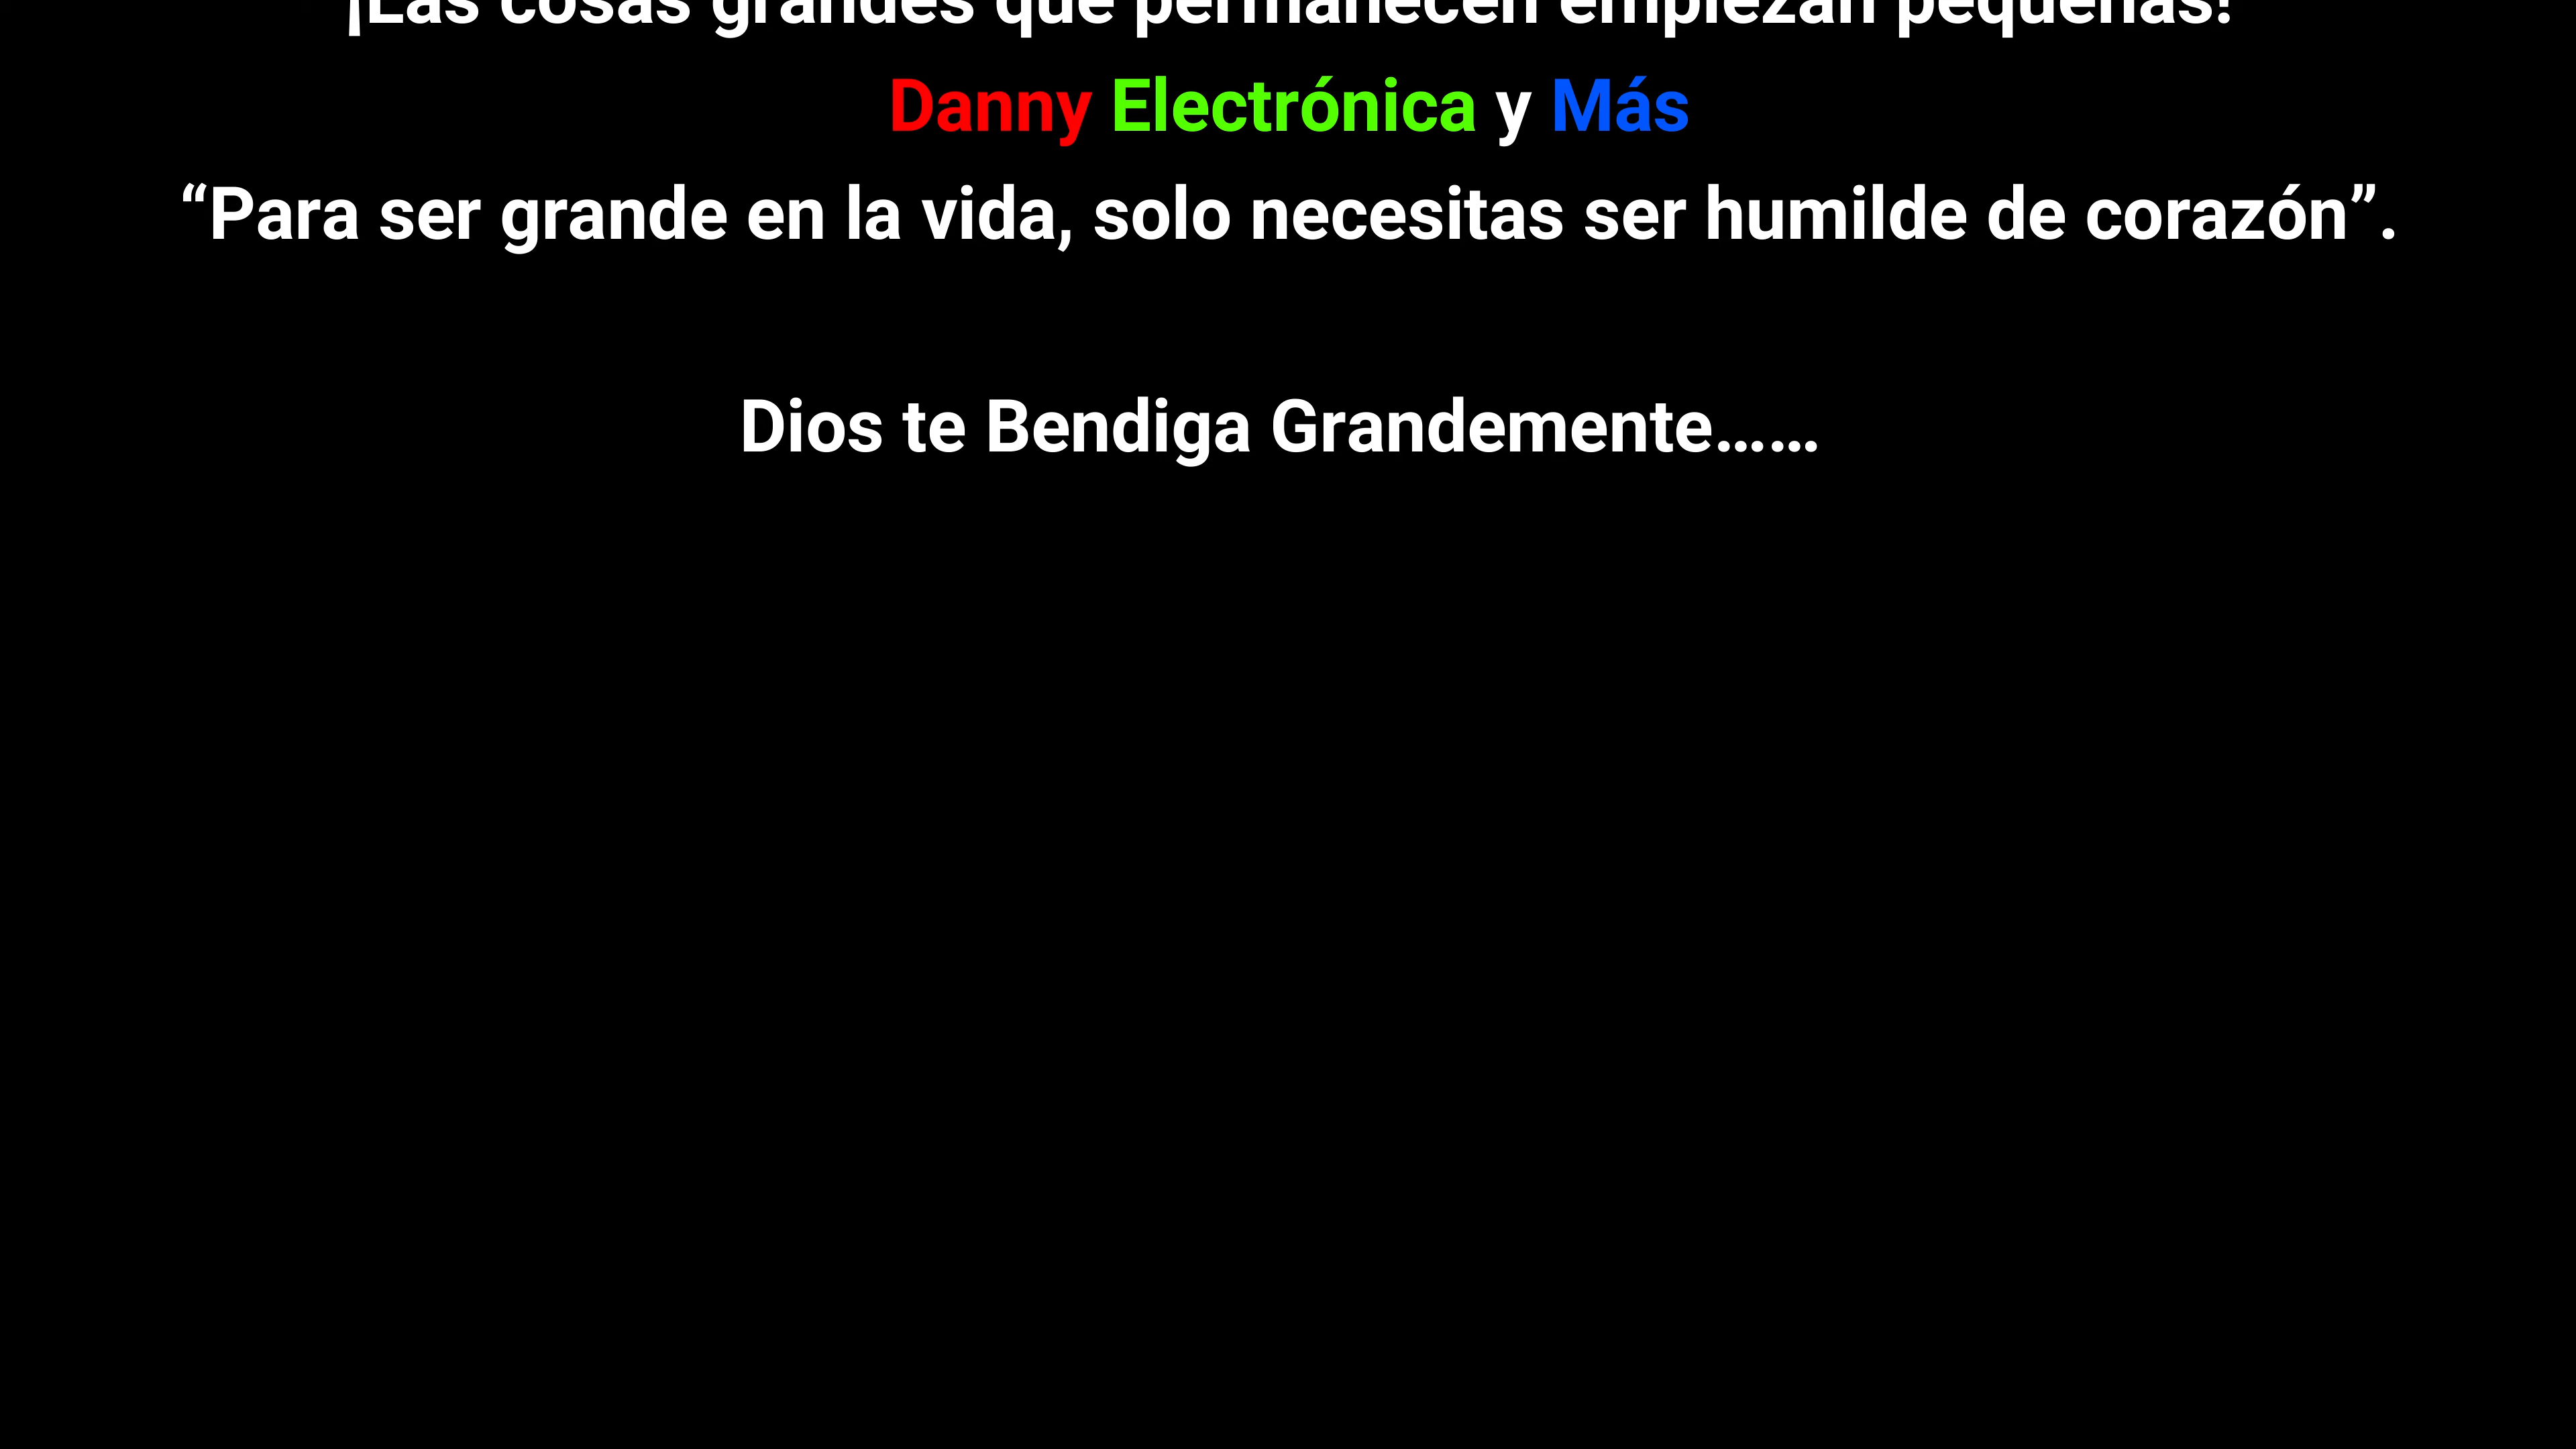 ¡Las cosas grandes que permanecen empiezan pequeñas!
Danny Electrónica y Más
“Para ser grande en la vida, solo necesitas ser humilde de corazón”.
Dios te Bendiga Grandemente……